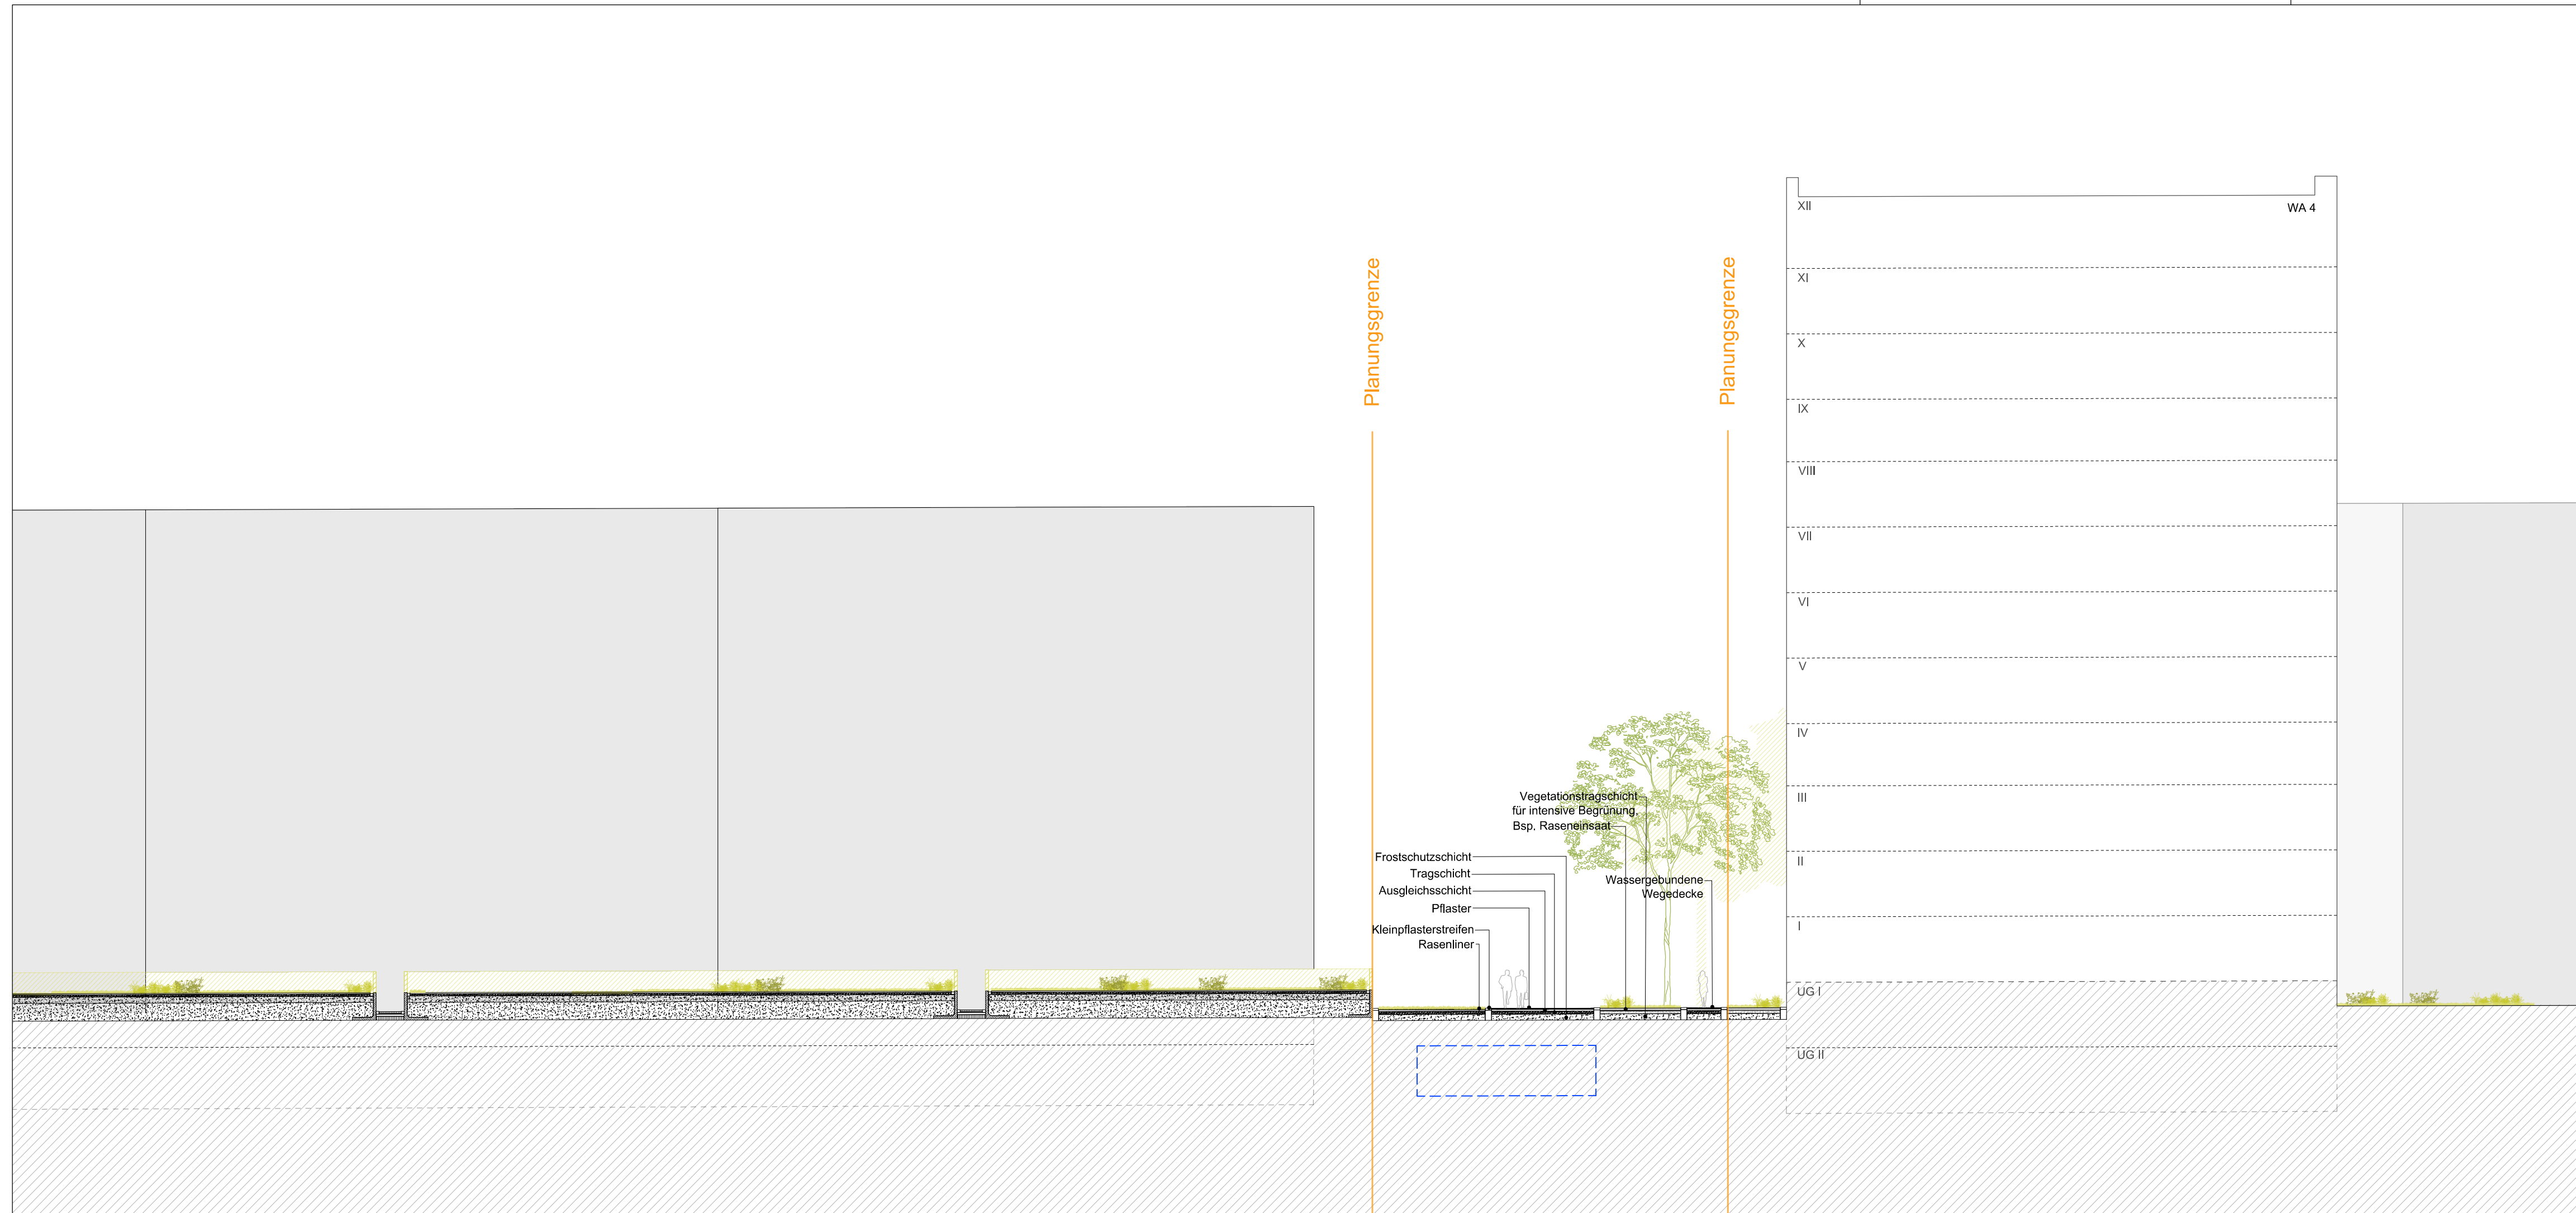 Planungsgrenze
Planungsgrenze
Vegetationstragschicht
für intensive Begrünung,
Bsp. Raseneinsaat
Frostschutzschicht
Tragschicht
Ausgleichsschicht
Pflaster
Kleinpflasterstreifen
Rasenliner
Wassergebundene
Wegedecke
WA 4
XII
XI
X
IX
VIII
VII
VI
V
IV
III
II
I
UG I
UG II